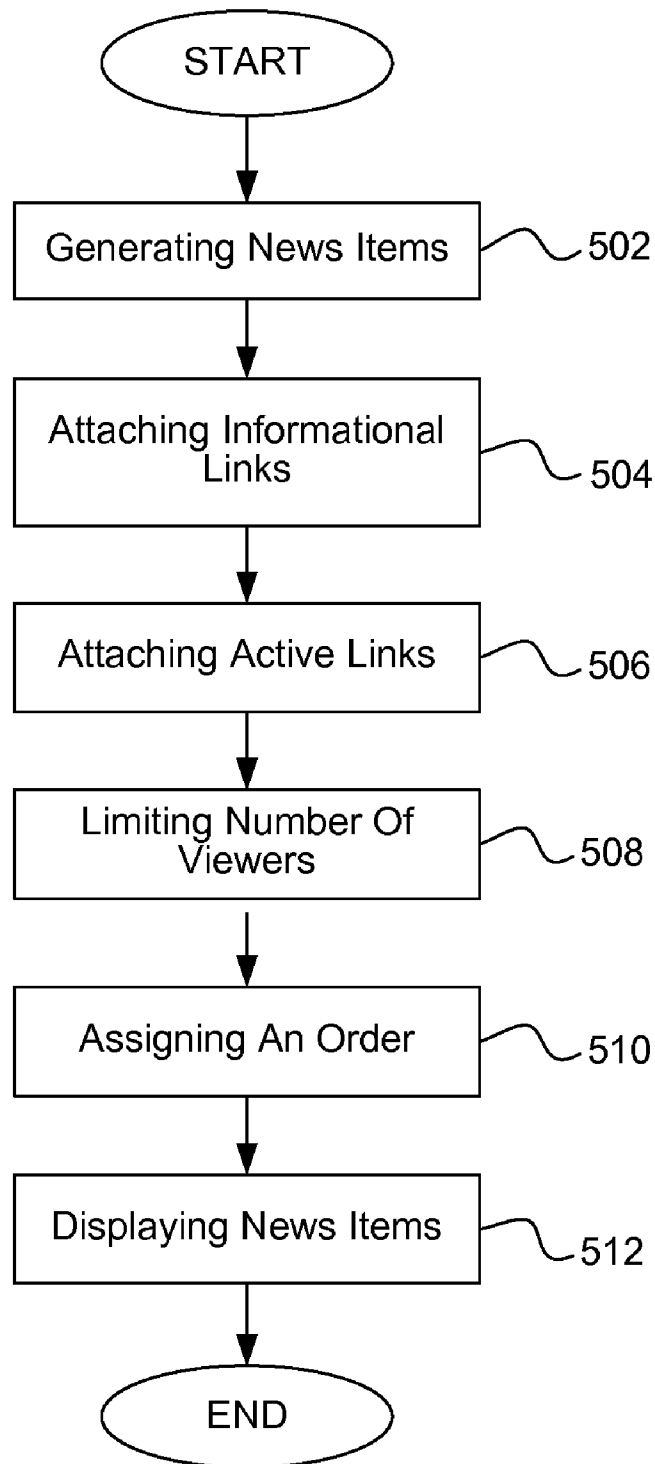 START
Generating News Items
502
Attaching Informational
Links
504
Attaching Active Links
506
Limiting Number Of
Viewers
508
Assigning An Order
510
Displaying News Items
512
END